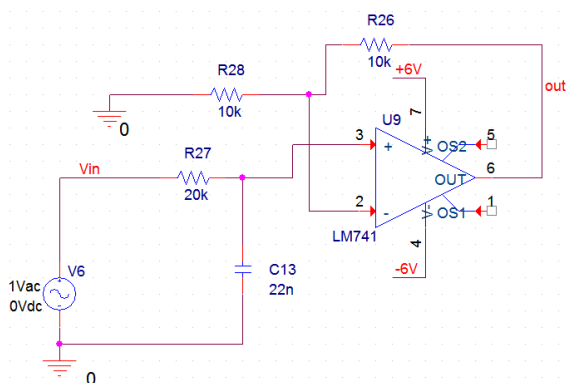 R26
10k
+6V
out
R28
10k
0
U9
7
V+
3
+
OS2
5
R27
20k
Vin
OUT
6
2
-
OS1
1
V-
LM741
4
-6V
V6
1Vac
0Vdc
+
-
C13
22n
0